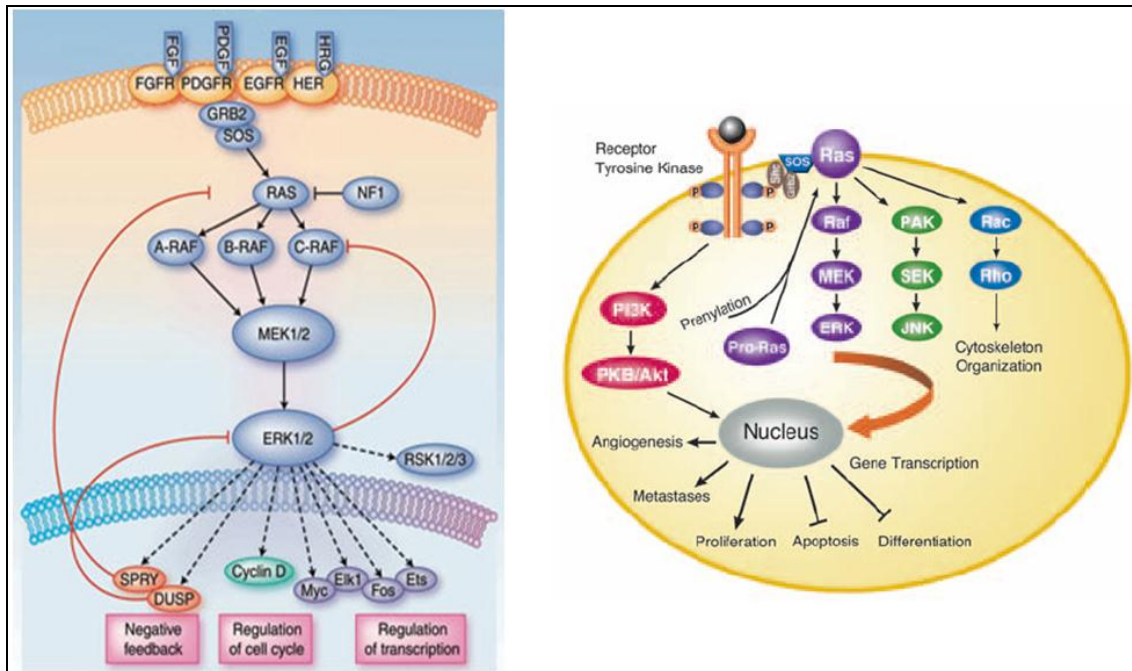 FGF
PDGF
EGF
HRG
FGFR
PDGFR
EGFR
HER
GRB2
SOS
RAS
NF1
A-RAF
B-RAF
C-RAF
MEK1/2
ERK1/2
RSK1/2/3
SPRY
DUSP
Cyclin D
Myc
Elk1
Fos
Ets
Negative
feedback
Regulation
of cell cycle
Regulation
of transcription
Receptor
Tyrosine Kinase
P
P
P
P
Shc
Grb2
SOS
Ras
Raf
PAK
Rac
MEK
SEK
Rho
ERK
JNK
Cytoskeleton
Organization
PI3K
Prenylation
Pro-Ras
PKB/Akt
Nucleus
Angiogenesis
Gene Transcription
Metastases
Proliferation
Apoptosis
Differentiation